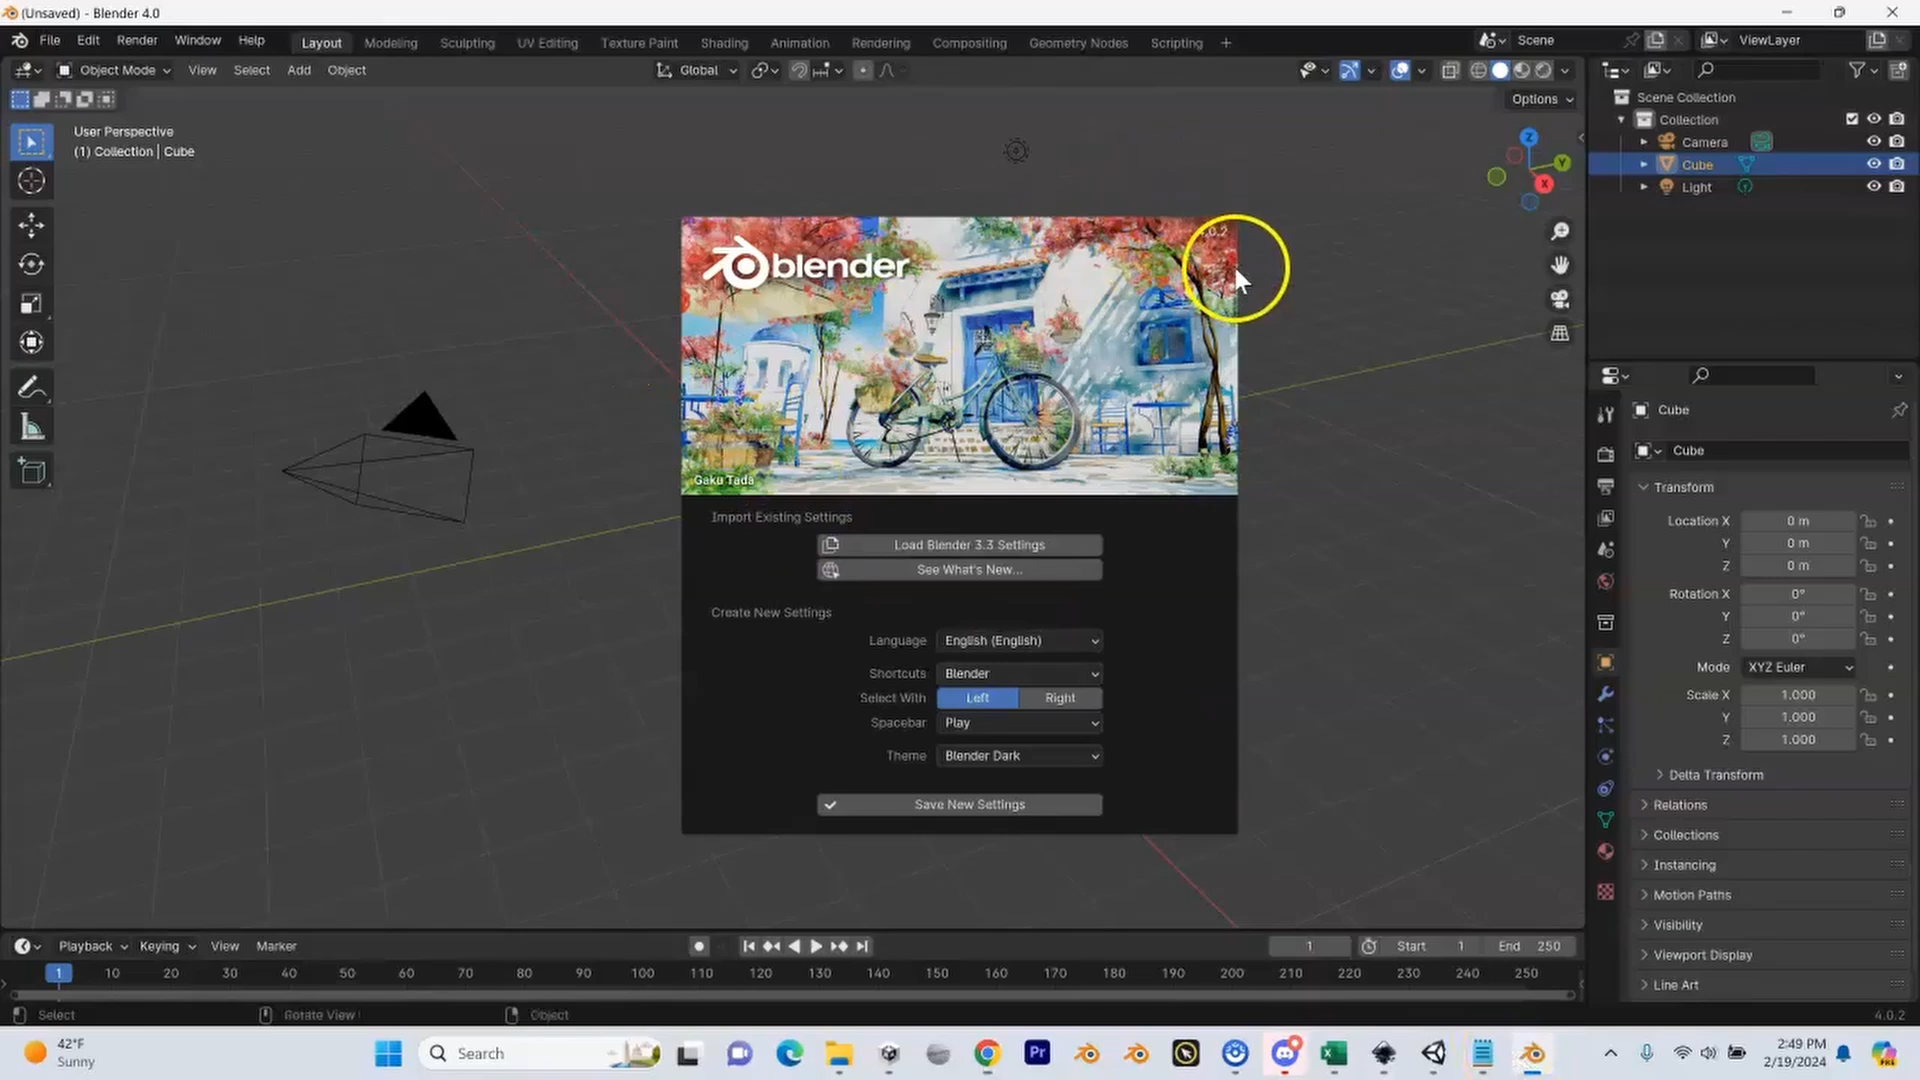 (Unsaved) - Blender 4.0
File Edit Render Window Help
Layout Modeling Sculpting UV Editing Texture Paint Shading Animation Rendering Compositing Geometry Nodes Scripting +
Scene
ViewLayer
Object Mode View Select Add Object
Global
Options
User Perspective
(1) Collection | Cube
Z
Y
X
Scene Collection
Collection
Camera
Cube
Light
blender
4.0.2
Gaku Tada
Import Existing Settings
Load Blender 3.3 Settings
See What's New...
Create New Settings
Language English (English)
Shortcuts Blender
Select With Left Right
Spacebar Play
Theme Blender Dark
Save New Settings
Cube
Cube
Transform
Location X 0 m
Y 0 m
Z 0 m
Rotation X 0°
Y 0°
Z 0°
Mode XYZ Euler
Scale X 1.000
Y 1.000
Z 1.000
Delta Transform
Relations
Collections
Instancing
Motion Paths
Visibility
Viewport Display
Line Art
Playback Keying View Marker
1 Start 1 End 250
1 10 20 30 40 50 60 70 80 90 100 110 120 130 140 150 160 170 180 190 200 210 220 230 240 250
Select Rotate View Object 4.0.2
42°F
Sunny
Search
Pr
2:49 PM
2/19/2024